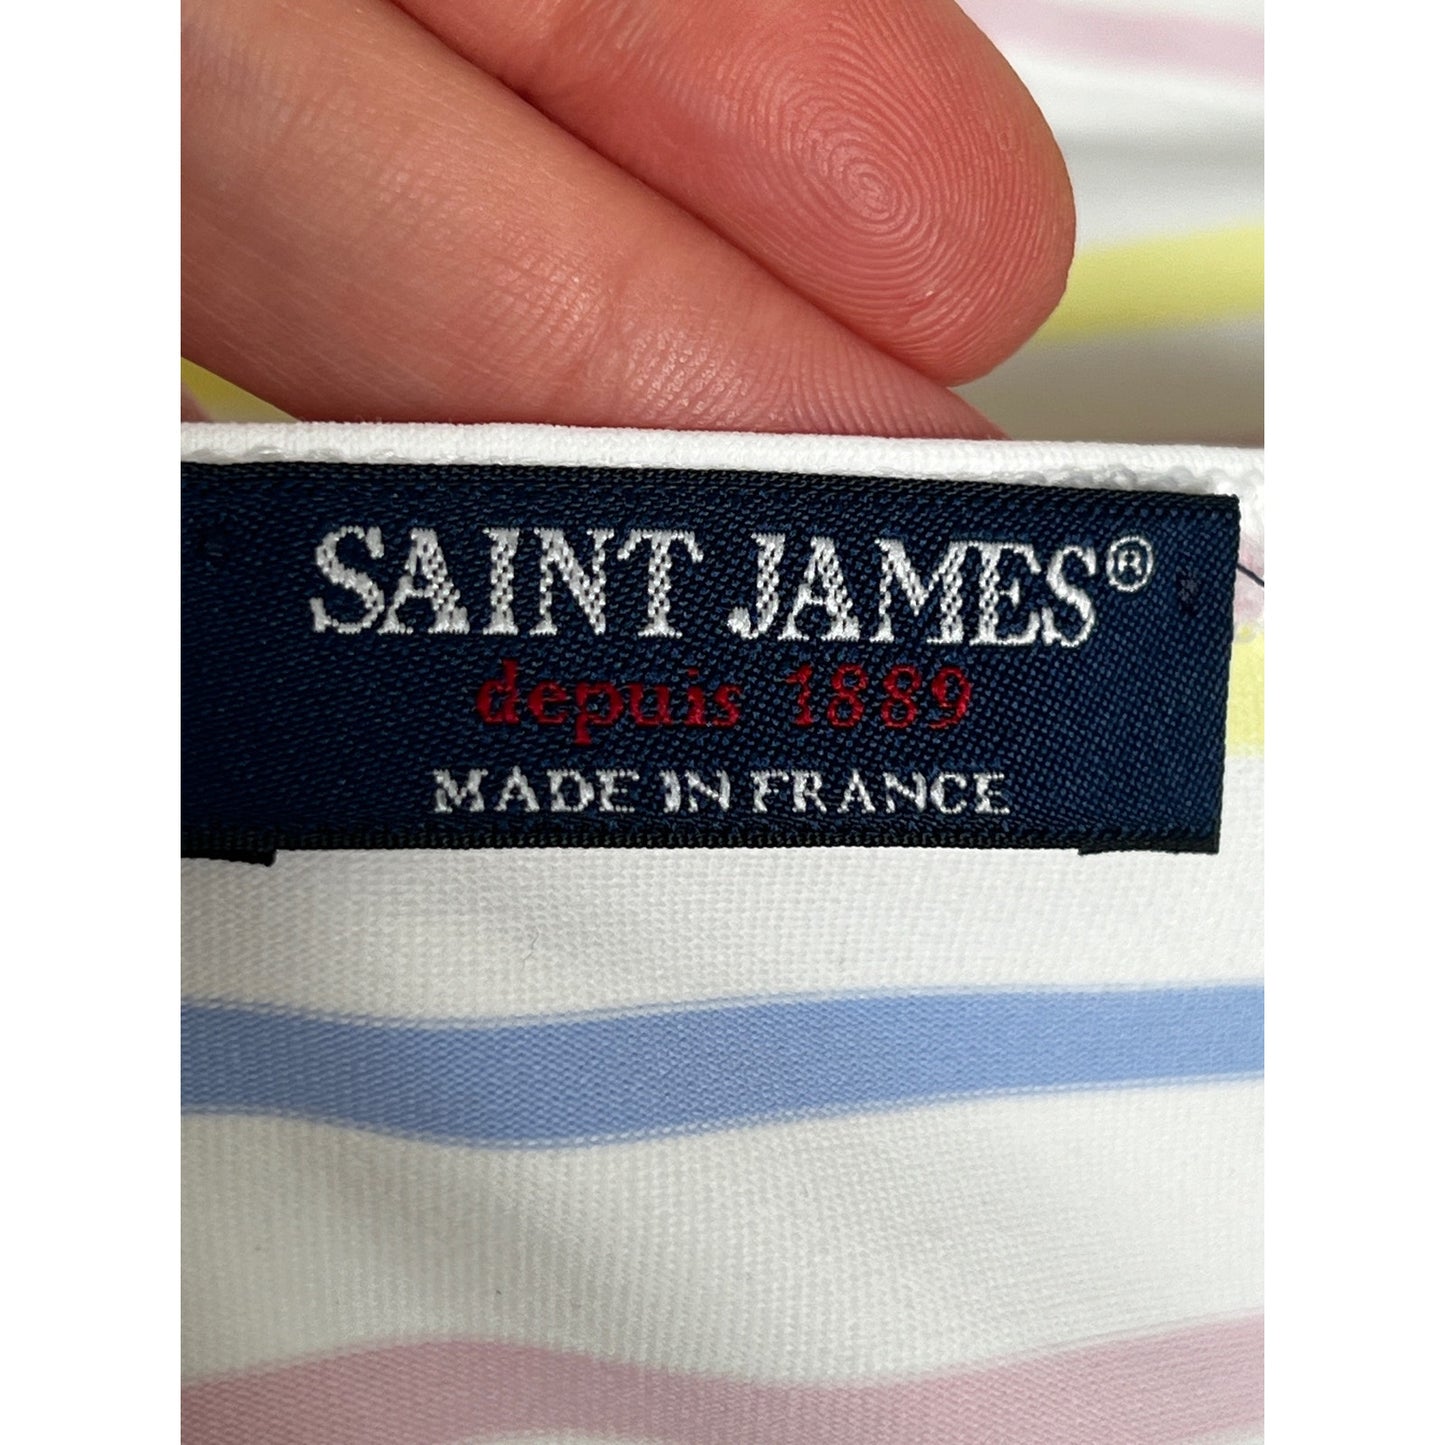 SAINT JAMES®
depuis 1889
MADE IN FRANCE